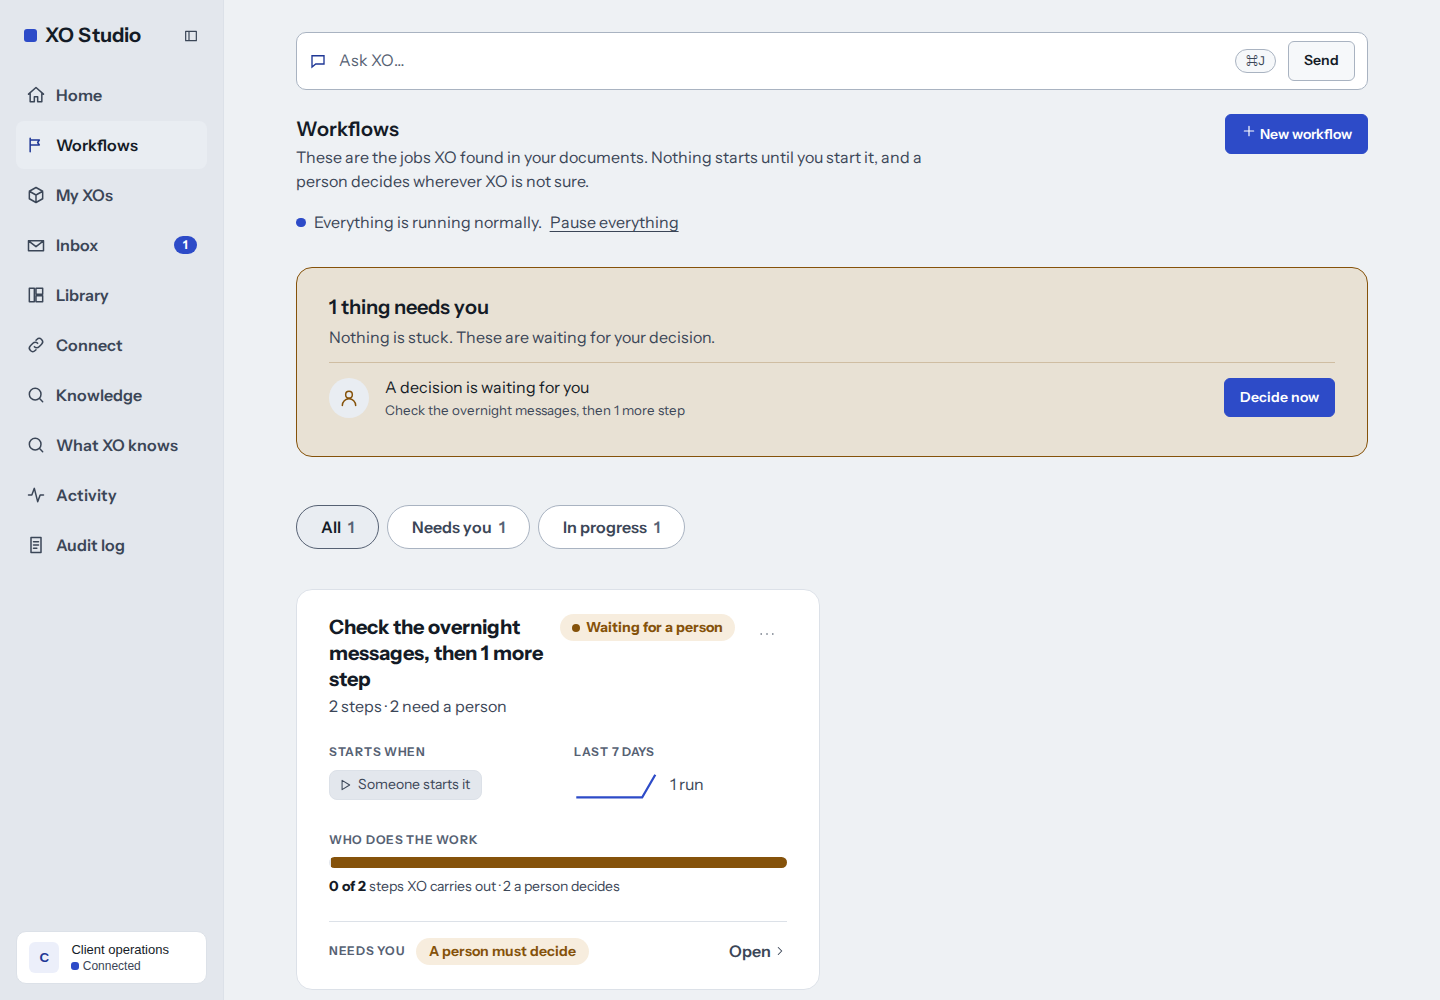 XO Studio
Home
Workflows
My XOs
Inbox 1
Library
Connect
Knowledge
What XO knows
Activity
Audit log
C
Client operations
Connected
Ask XO...
⌘J
Send
Workflows
These are the jobs XO found in your documents. Nothing starts until you start it, and a
person decides wherever XO is not sure.
+ New workflow
Everything is running normally. Pause everything
1 thing needs you
Nothing is stuck. These are waiting for your decision.
A decision is waiting for you
Check the overnight messages, then 1 more step
Decide now
All 1
Needs you 1
In progress 1
Check the overnight
messages, then 1 more
step
Waiting for a person
...
2 steps · 2 need a person
STARTS WHEN
Someone starts it
LAST 7 DAYS
1 run
WHO DOES THE WORK
0 of 2 steps XO carries out · 2 a person decides
NEEDS YOU
A person must decide
Open